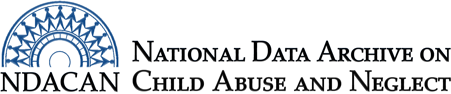 NDACAN
National Data Archive on
Child Abuse and Neglect